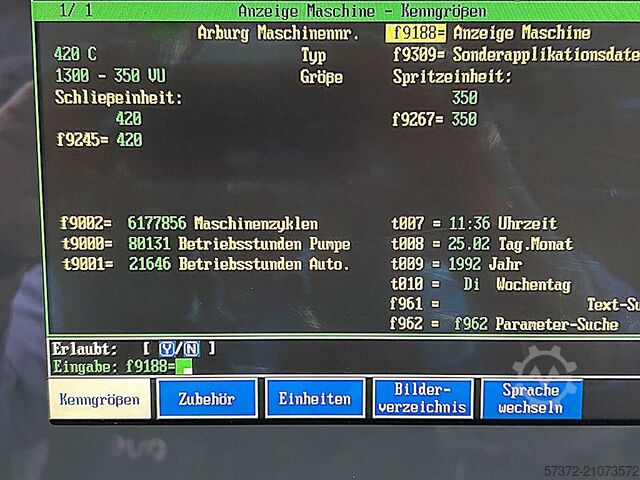 1/ 1 Anzeige Maschine - Kenngrößen
Arburg Maschinennr. f9188= Anzeige Maschine
420 C Typ f9309= Sonderapplikationsdate
1300 - 350 VU Größe Spritzeinheit:
Schließeinheit: 350
420 f9267= 350
f9245= 420
f9002= 6177856 Maschinenzyklen t007 = 11:36 Uhrzeit
t9000= 80131 Betriebsstunden Pumpe t008 = 25.02 Tag.Monat
t9001= 21646 Betriebsstunden Auto. t009 = 1992 Jahr
t010 = Di Wochentag
f961 = Text-Su
f962 = f962 Parameter-Suche
Erlaubt: [ Y/N ]
Eingabe: f9188=
Kenngrößen Zubehör Einheiten Bilder- Sprache
verzeichnis wechseln
57372-21073572